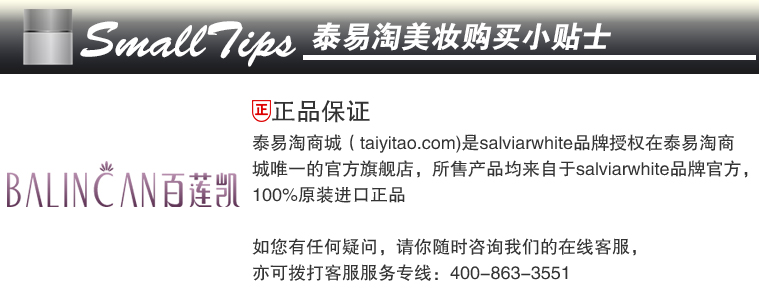 SmallTips 泰易淘美妆购买小贴士
正 正品保证
泰易淘商城（taiyitao.com)是salviarwhite品牌授权在泰易淘商
城唯一的官方旗舰店，所售产品均来自于salviarwhite品牌官方，
100%原装进口正品
BALINCAN百莲凯
如您有任何疑问，请你随时咨询我们的在线客服，
亦可拨打客服服务专线：400-863-3551